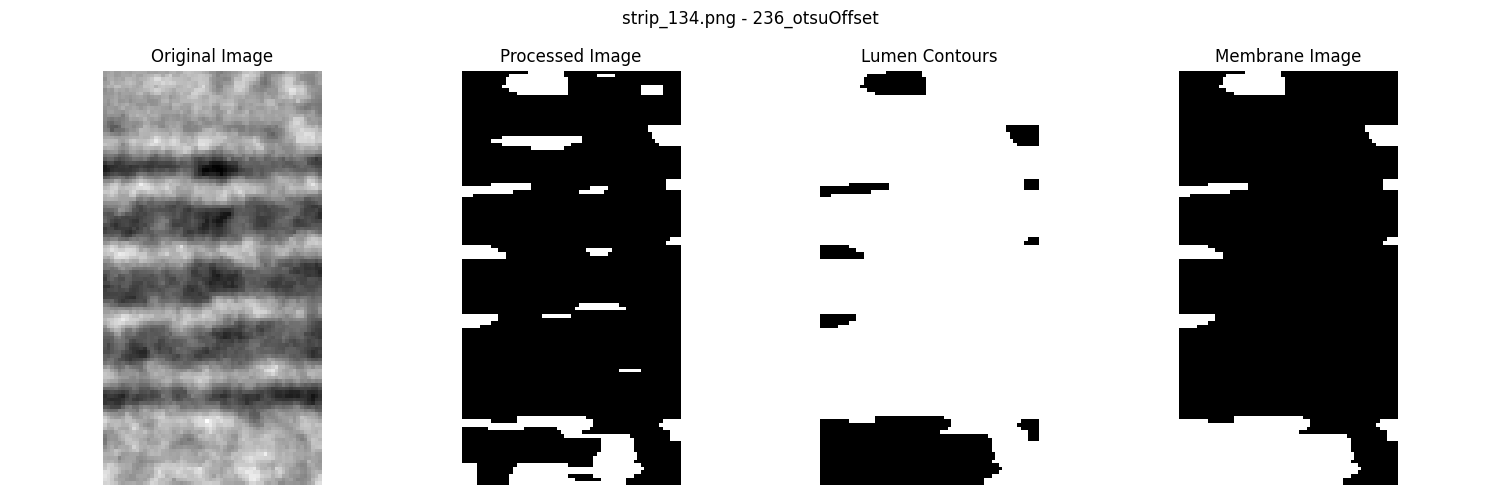 strip_134.png - 236_otsuOffset
Original Image
Processed Image
Lumen Contours
Membrane Image